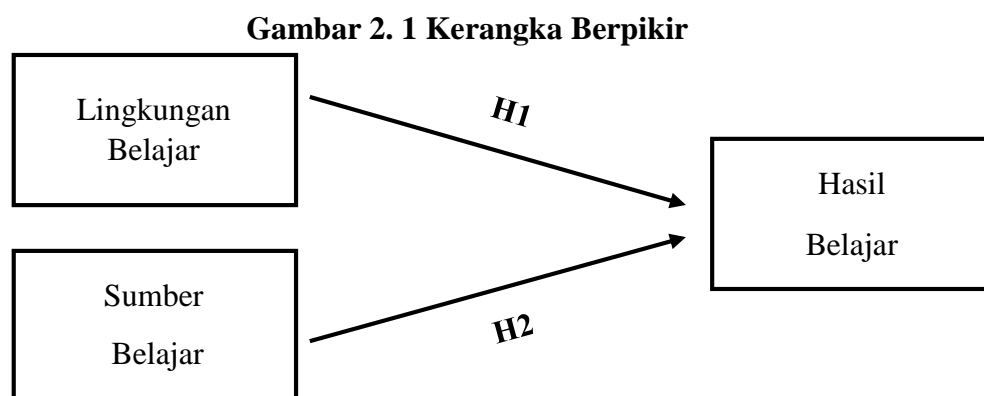 Gambar 2. 1 Kerangka Berpikir
Lingkungan
Belajar
H1
Hasil
Belajar
Sumber
Belajar
H2